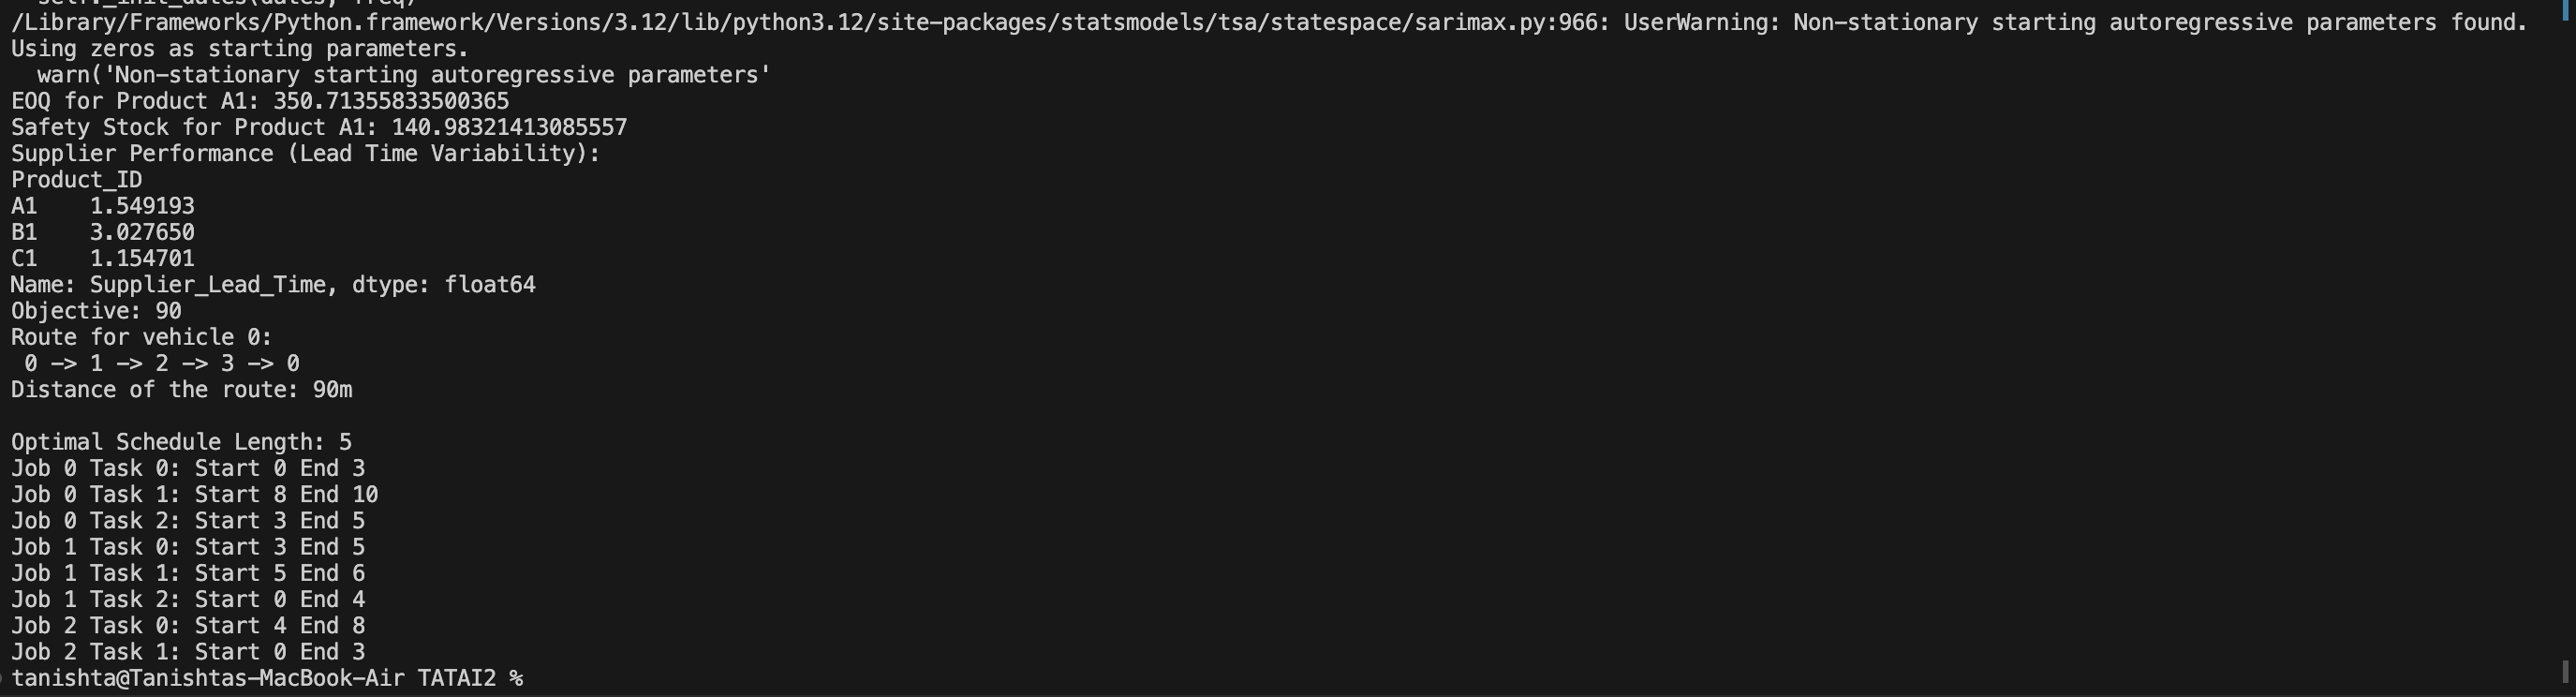 self._init_dates(dates, freq)
/Library/Frameworks/Python.framework/Versions/3.12/lib/python3.12/site-packages/statsmodels/tsa/statespace/sarimax.py:966: UserWarning: Non-stationary starting autoregressive parameters found.
Using zeros as starting parameters.
  warn('Non-stationary starting autoregressive parameters'
EOQ for Product A1: 350.71355833500365
Safety Stock for Product A1: 140.98321413085557
Supplier Performance (Lead Time Variability):
Product_ID
A1    1.549193
B1    3.027650
C1    1.154701
Name: Supplier_Lead_Time, dtype: float64
Objective: 90
Route for vehicle 0:
 0 -> 1 -> 2 -> 3 -> 0
Distance of the route: 90m

Optimal Schedule Length: 5
Job 0 Task 0: Start 0 End 3
Job 0 Task 1: Start 8 End 10
Job 0 Task 2: Start 3 End 5
Job 1 Task 0: Start 3 End 5
Job 1 Task 1: Start 5 End 6
Job 1 Task 2: Start 0 End 4
Job 2 Task 0: Start 4 End 8
Job 2 Task 1: Start 0 End 3
tanishta@Tanishtas-MacBook-Air TATAI2 %